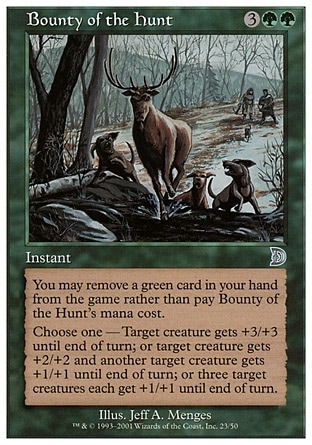 Bounty of the Hunt 3
Instant
You may remove a green card in your hand
from the game rather than pay Bounty of
the Hunt's mana cost.
Choose one — Target creature gets +3/+3
until end of turn; or target creature gets
+2/+2 and another target creature gets
+1/+1 until end of turn; or three target
creatures each get +1/+1 until end of turn.
Illus. Jeff A. Menges
™ & © 1993–2001 Wizards of the Coast, Inc. 23/50